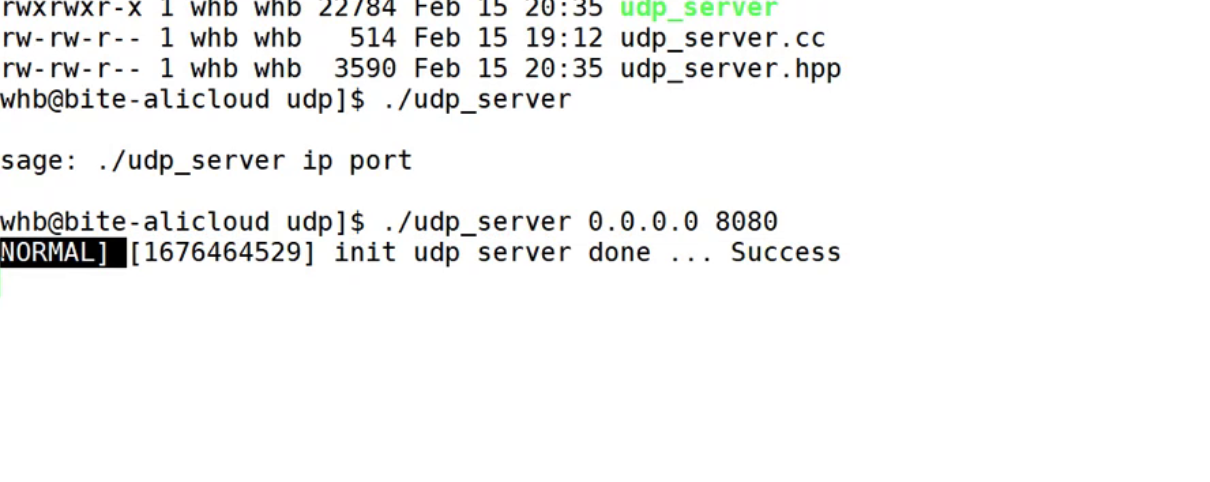 rwxrwxr-x 1 whb whb 22784 Feb 15 20:35 udp_server
rw-rw-r-- 1 whb whb   514 Feb 15 19:12 udp_server.cc
rw-rw-r-- 1 whb whb  3590 Feb 15 20:35 udp_server.hpp
whb@bite-alicloud udp]$ ./udp_server
sage: ./udp_server ip port
whb@bite-alicloud udp]$ ./udp_server 0.0.0.0 8080
NORMAL] [1676464529] init udp server done ... Success